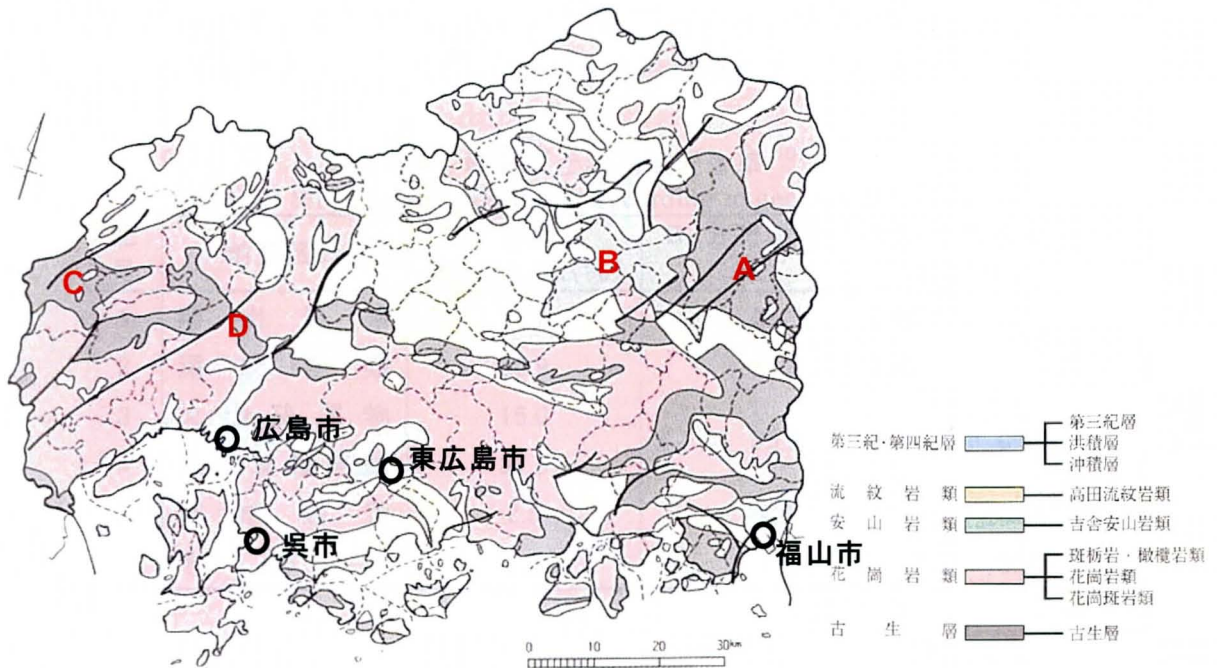 B
A
C
D
広島市
東広島市
呉市
福山市
0 10 20 30km
第三紀・第四紀層
第三紀層
洪積層
沖積層
流紋岩類
高田流紋岩類
安山岩類
吉舎安山岩類
花崗岩類
斑栃岩・橄欖岩類
花崗岩類
花崗斑岩類
古生層
古生層